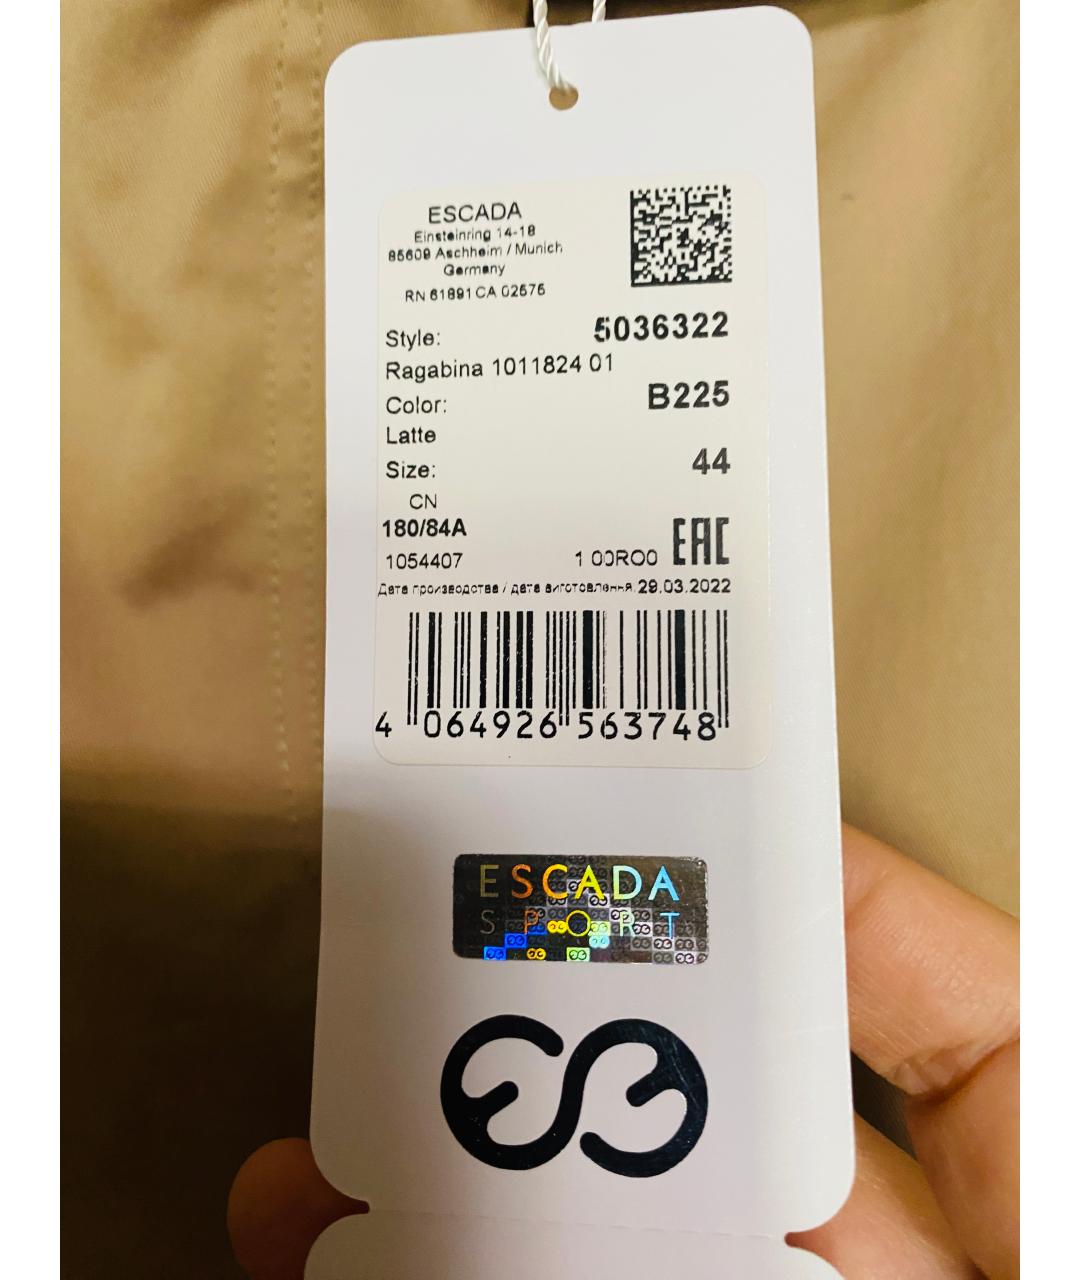 ESCADA
Einsteinring 14-18
85609 Aschheim / Munich
Germany
RN 61891 CA 02575
Style: 5036322
Ragabina 1011824 01
Color: B225
Latte
Size: 44
CN
180/84A
1054407 1 00RO0 EAC
Дата производства / дата виготовлення 29.03.2022
4 064926 563748
ESCADA
SPORT